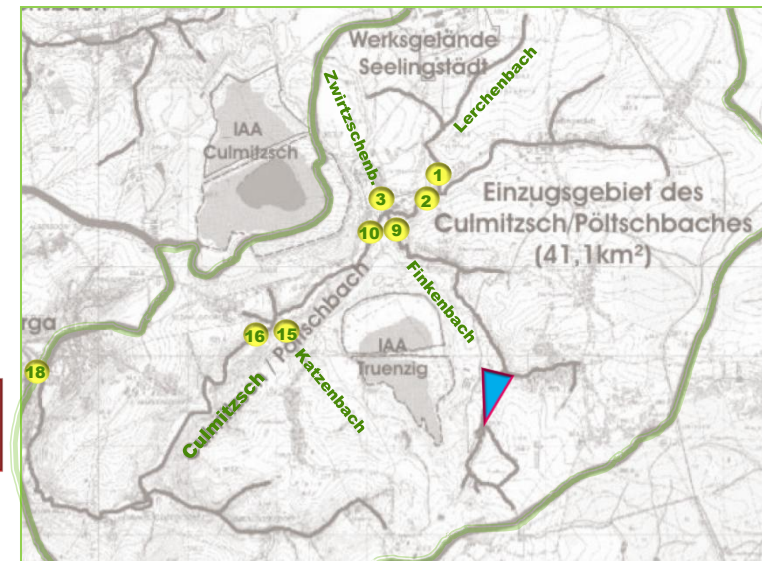 Werksgelände
Seelingstädt
Lerchenbach
Zwirtzschenb.
IAA
Culmitzsch
1
2
3
Einzugsgebiet des
Culmitzsch/Pöltschbaches
(41,1km²)
10
9
Finkenbach
16
15
IAA
Truenzig
Culmitzsch / Pöltschbach
Katzenbach
rga
18